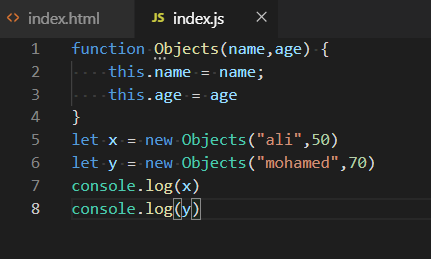 index.html JS index.js
1 function Objects(name,age) {
2 this.name = name;
3 this.age = age
4 }
5 let x = new Objects("ali",50)
6 let y = new Objects("mohamed",70)
7 console.log(x)
8 console.log(y)